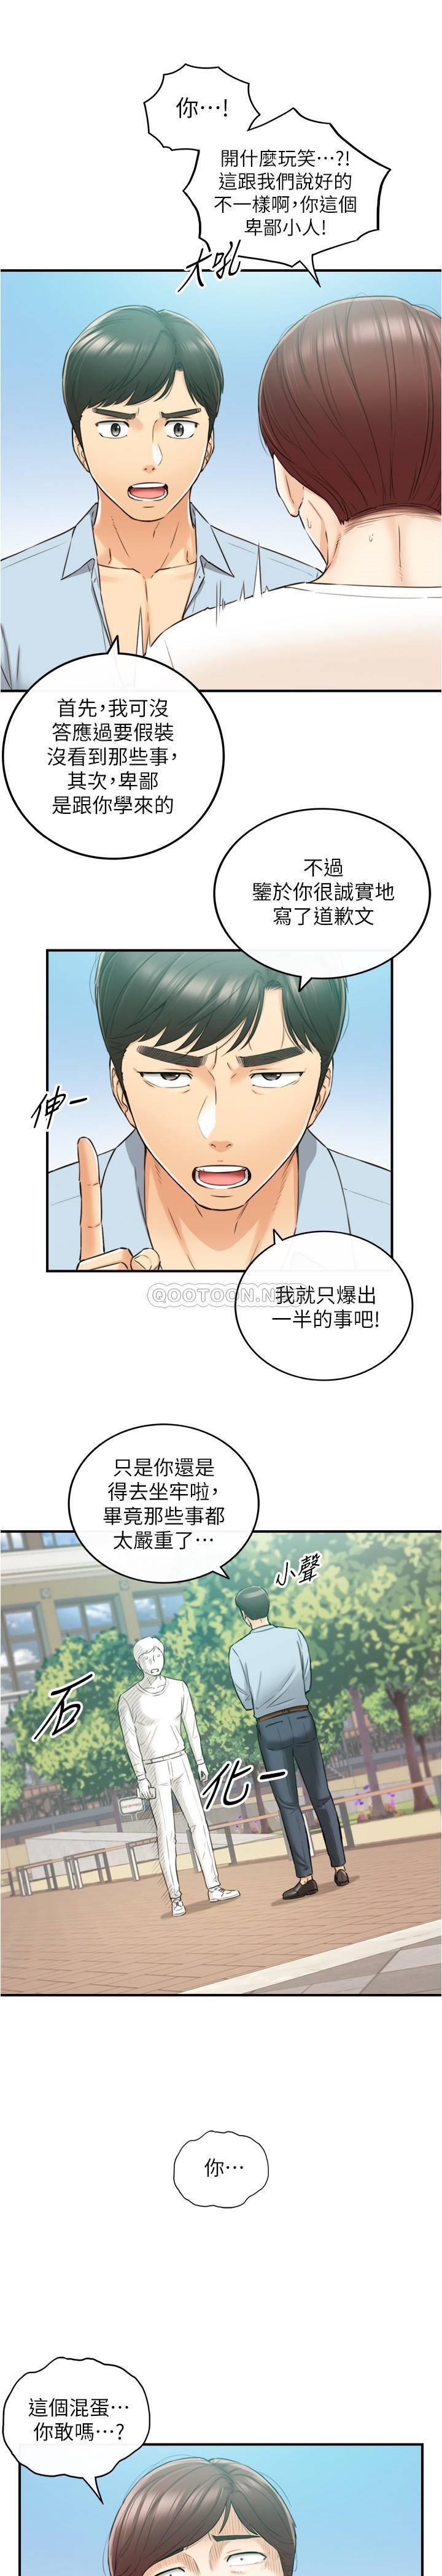 你⋯!
開什麼玩笑⋯?!
這跟我們說好的
不一樣啊,你這個
卑鄙小人!
大吼
首先,我可沒
答應過要假裝
沒看到那些事,
其次,卑鄙
是跟你學來的
不過
鑒於你很誠實地
寫了道歉文
伸一
我就只爆出
一半的事吧!
QOOTOON.N
只是你還是
得去坐牢啦,
畢竟那些事都
太嚴重了⋯
小聲
石
化一
你⋯
這個混蛋⋯
你敢嗎⋯?